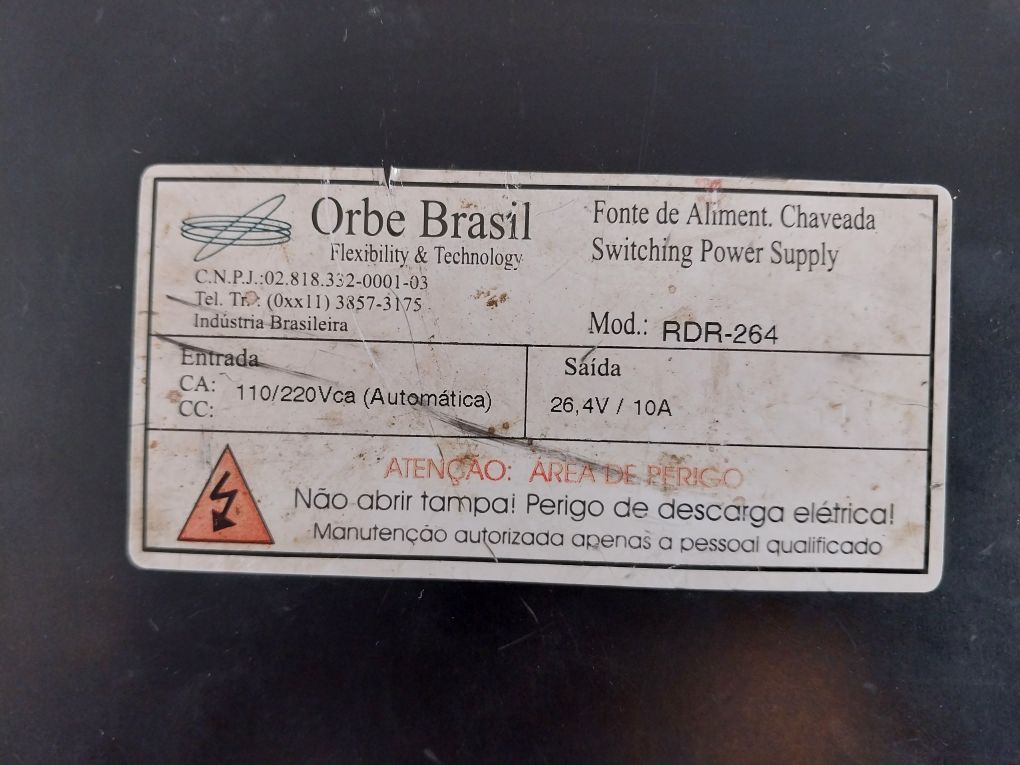 Orbe Brasil
Flexibility & Technology
C.N.P.J.:02.818.332-0001-03
Tel. Tr.: (0xx11) 3857-3175
Indústria Brasileira
Fonte de Aliment. Chaveada
Switching Power Supply
Mod.: RDR-264
Entrada
CA: 110/220Vca (Automática)
CC:
Saída
26,4V / 10A
ATENÇÃO: ÁREA DE PERIGO
Não abrir tampa! Perigo de descarga elétrica!
Manutenção autorizada apenas a pessoal qualificado